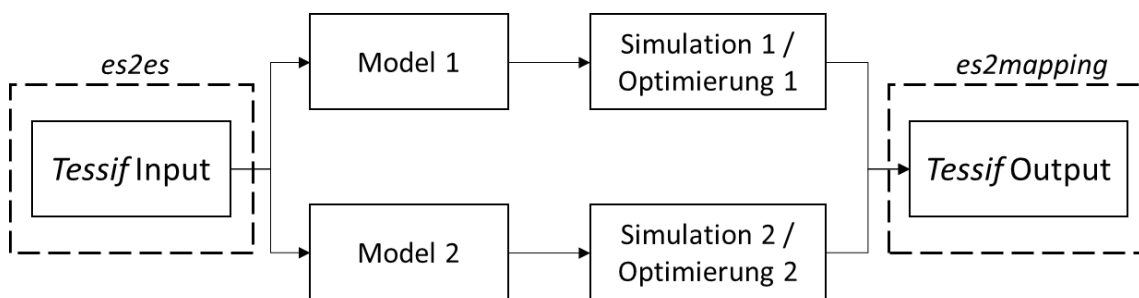 es2es
Tessif Input
Model 1
Simulation 1 /
Optimierung 1
Model 2
Simulation 2 /
Optimierung 2
es2mapping
Tessif Output